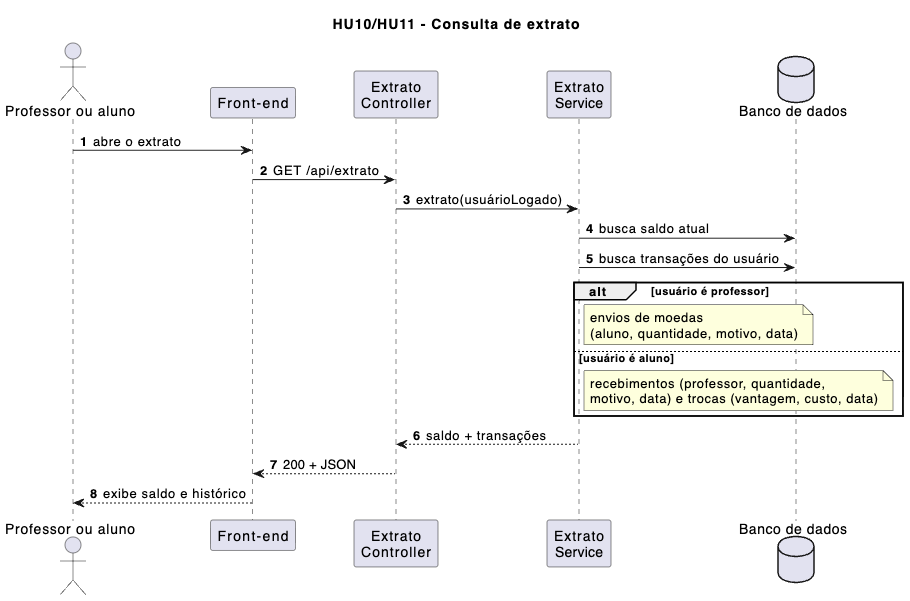 HU10/HU11 - Consulta de extrato
Professor ou aluno
Front-end
Extrato
Controller
Extrato
Service
Banco de dados
1 abre o extrato
2 GET /api/extrato
3 extrato(usuárioLogado)
4 busca saldo atual
5 busca transações do usuário
alt [usuário é professor]
envios de moedas
(aluno, quantidade, motivo, data)
[usuário é aluno]
recebimentos (professor, quantidade,
motivo, data) e trocas (vantagem, custo, data)
6 saldo + transações
7 200 + JSON
8 exibe saldo e histórico
Professor ou aluno
Front-end
Extrato
Controller
Extrato
Service
Banco de dados